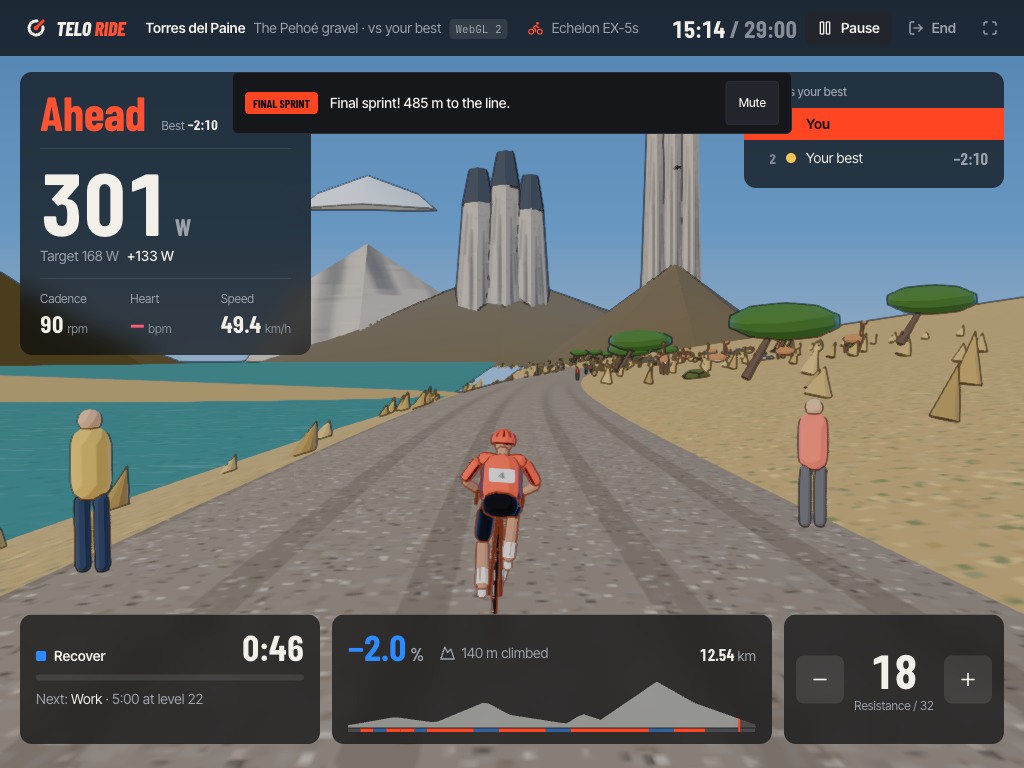 TELO RIDE Torres del Paine The Pehoé gravel · vs your best WebGL 2 Echelon EX-5s 15:14 / 29:00 Pause End
FINAL SPRINT Final sprint! 485 m to the line. Mute
Ahead Best −2:10
301 W
Target 168 W +133 W
Cadence Heart Speed
90 rpm – bpm 49.4 km/h
s your best
You
2 Your best −2:10
4
Recover 0:46
Next: Work · 5:00 at level 22
−2.0 % 140 m climbed 12.54 km
− 18 +
Resistance / 32